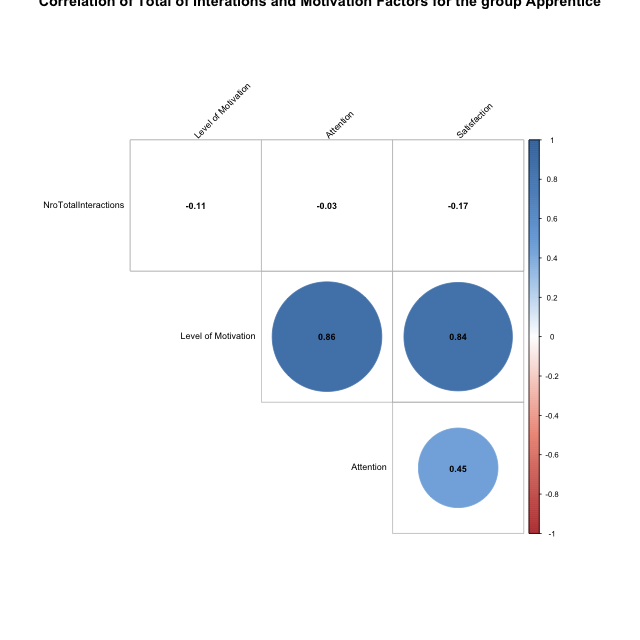 Correlation of Total of Interations and Motivation Factors for the group Apprentice
Level of Motivation
Attention
Satisfaction
NroTotalInteractions
-0.11
-0.03
-0.17
Level of Motivation
0.86
0.84
Attention
0.45
1
0.8
0.6
0.4
0.2
0
-0.2
-0.4
-0.6
-0.8
-1